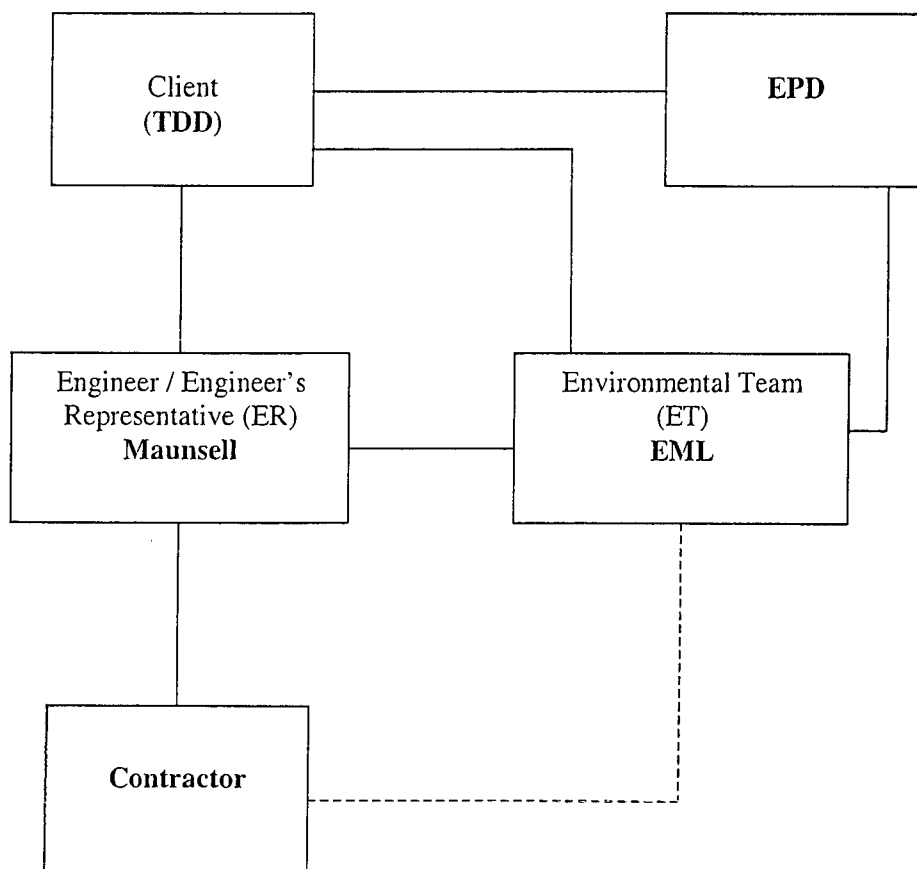 Client
(TDD)
EPD
Engineer / Engineer's
Representative (ER)
Maunsell
Environmental Team
(ET)
EML
Contractor